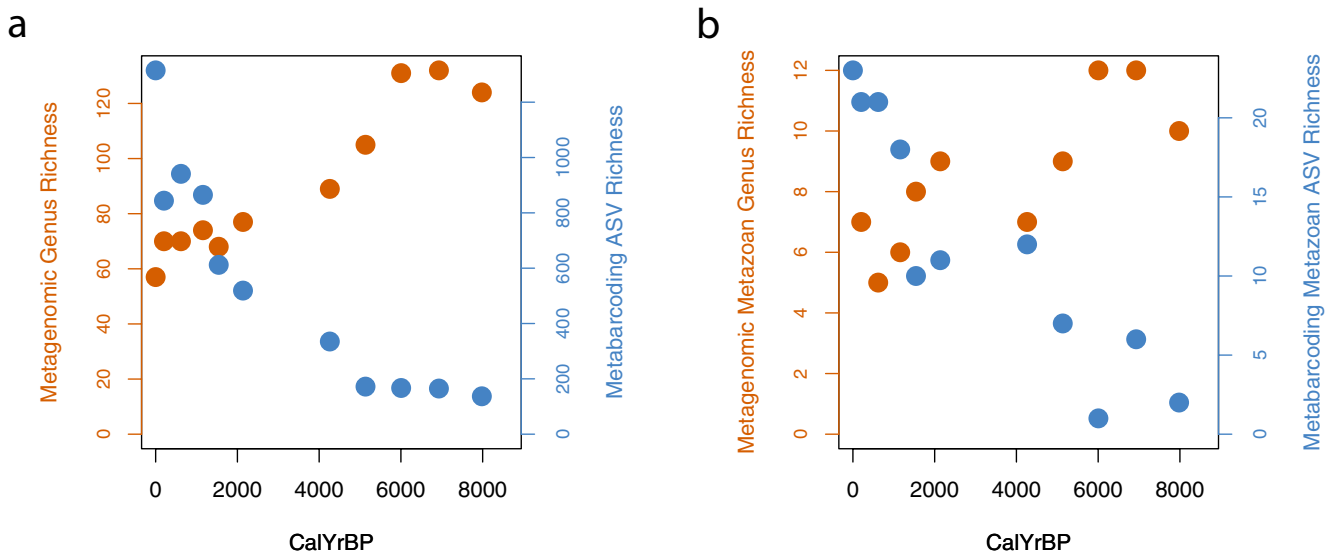 a
Metagenomic Genus Richness
0 20 40 60 80 100 120
0 200 400 600 800 1000
Metabarcoding ASV Richness
0 2000 4000 6000 8000
CalYrBP
b
Metagenomic Metazoan Genus Richness
0 2 4 6 8 10 12
0 5 10 15 20
Metabarcoding Metazoan ASV Richness
0 2000 4000 6000 8000
CalYrBP